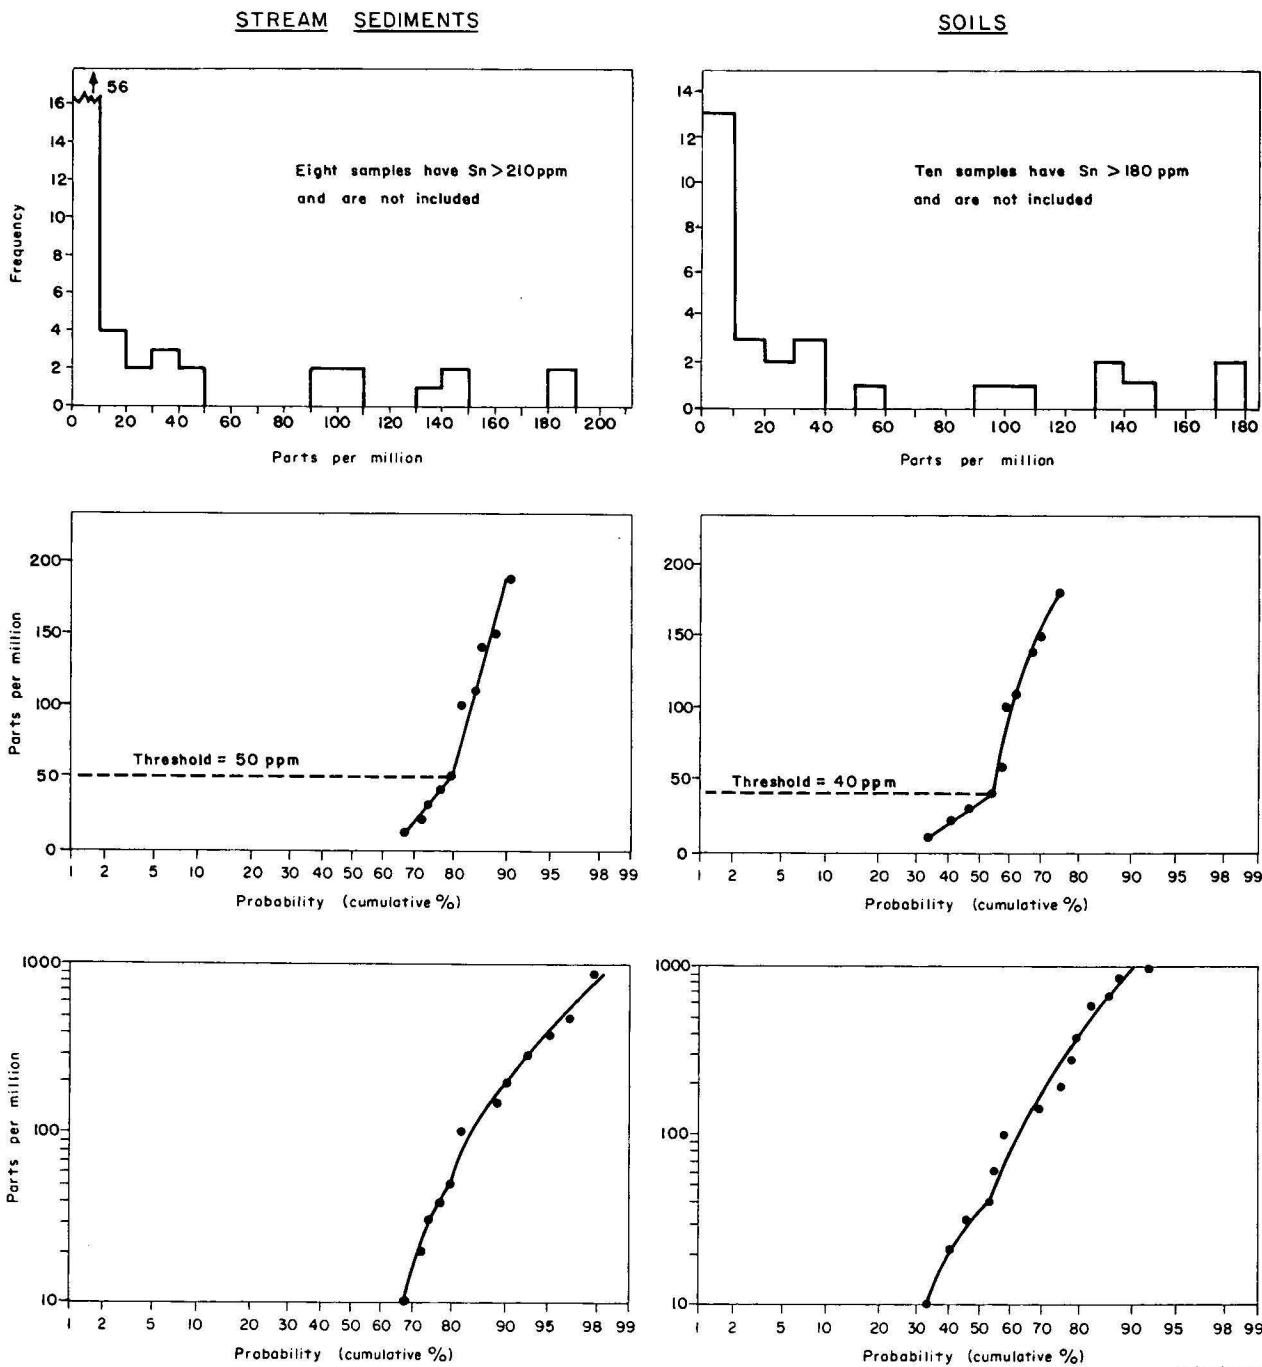 STREAM SEDIMENTS
SOILS
56
16
14
12
10
8
6
4
2
0
Frequency
Eight samples have Sn > 210 ppm
and are not included
20 40 60 80 100 120 140 160 180 200
Parts per million
14
12
10
8
6
4
2
0
Ten samples have Sn > 180 ppm
and are not included
0 20 40 60 80 100 120 140 160 180
Parts per million
200
150
100
50
0
Parts per million
Threshold = 50 ppm
1 2 5 10 20 30 40 50 60 70 80 90 95 98 99
Probability (cumulative %)
200
150
100
50
0
Threshold = 40 ppm
1 2 5 10 20 30 40 50 60 70 80 90 95 98 99
Probability (cumulative %)
1000
100
10
Parts per million
1 2 5 10 20 30 40 50 60 70 80 90 95 98 99
Probability (cumulative %)
1000
100
10
1 2 5 10 20 30 40 50 60 70 80 90 95 98 99
Probability (cumulative %)